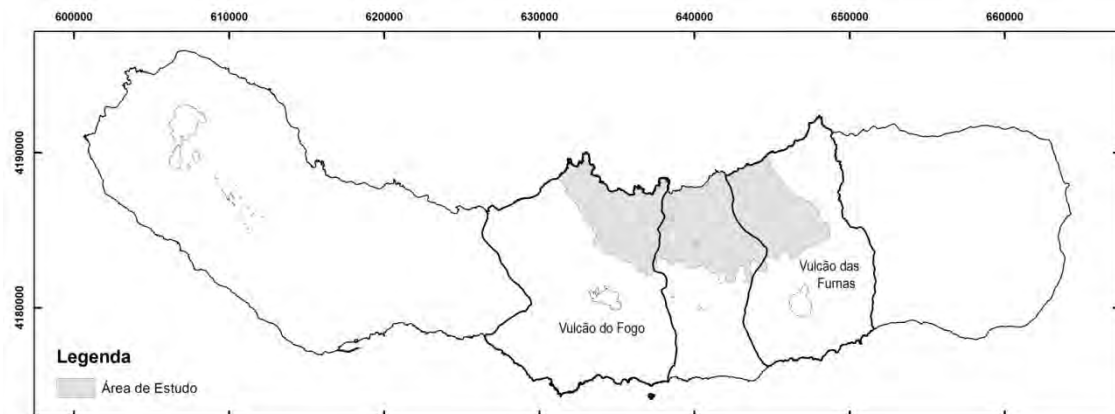 600000 610000 620000 630000 640000 650000 660000
4190000
4180000
Vulcão do Fogo
Vulcão das
Furnas
Legenda
Área de Estudo